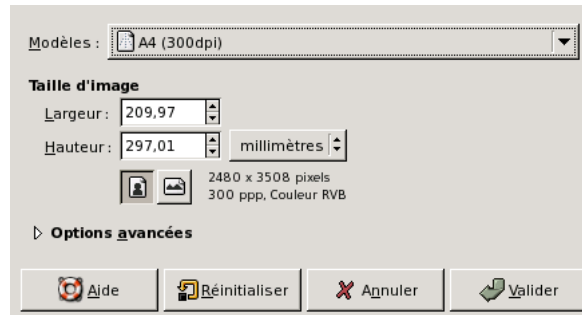 Modèles : A4 (300dpi)
Taille d'image
Largeur : 209,97
Hauteur : 297,01 millimètres
2480 x 3508 pixels
300 ppp, Couleur RVB
Options avancées
Aide Réinitialiser Annuler Valider